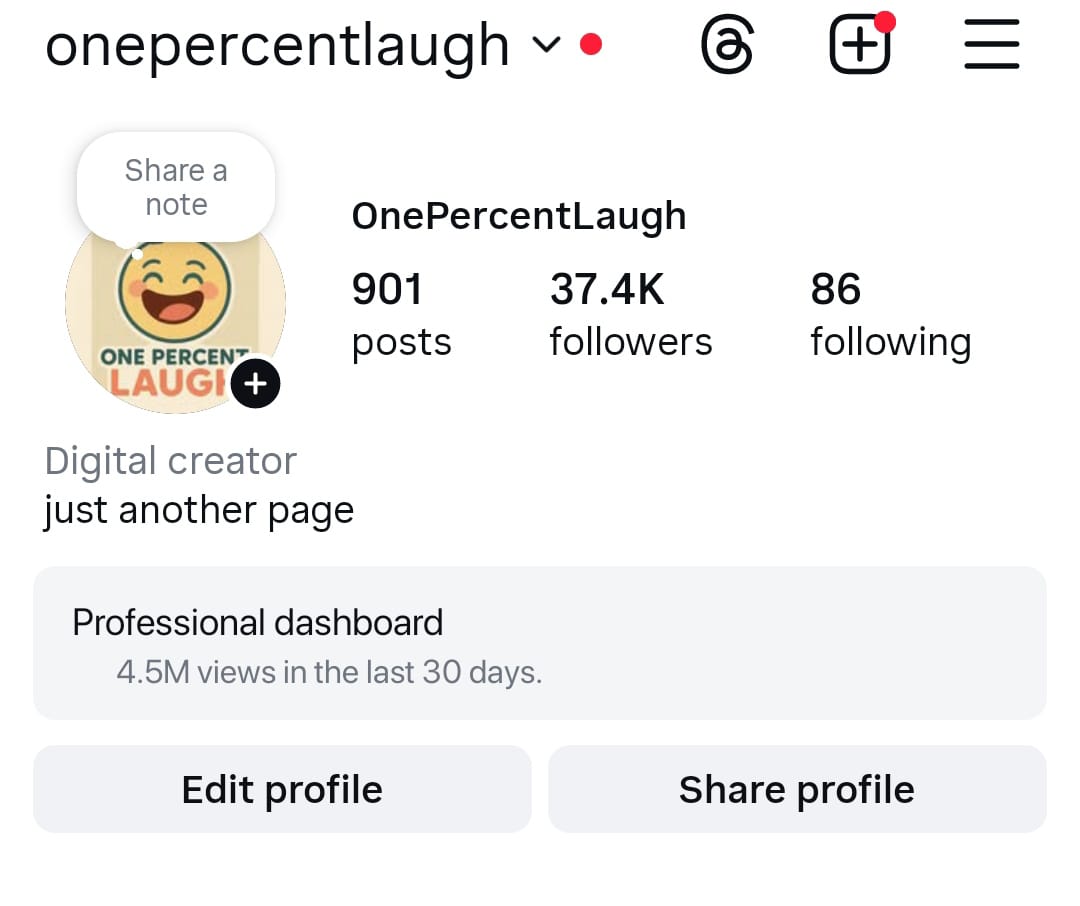 onepercentlaugh
Share a
note
OnePercentLaugh
901 37.4K 86
posts followers following
ONE PERCENT
Digital creator
just another page
Professional dashboard
4.5M views in the last 30 days.
Edit profile Share profile